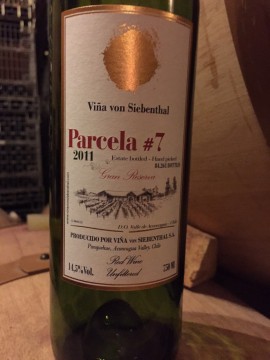 Viña von Siebenthal
Parcela #7
2011
Estate bottled - Hand picked
BOTTLES
Gran Reserva
PRODUCIDO POR VIÑA von SIEBENTHAL S.A.
Panquehue, Aconcagua Valley, Chile
Red Wine
14,5%Vol.
750 Ml
Unfiltered